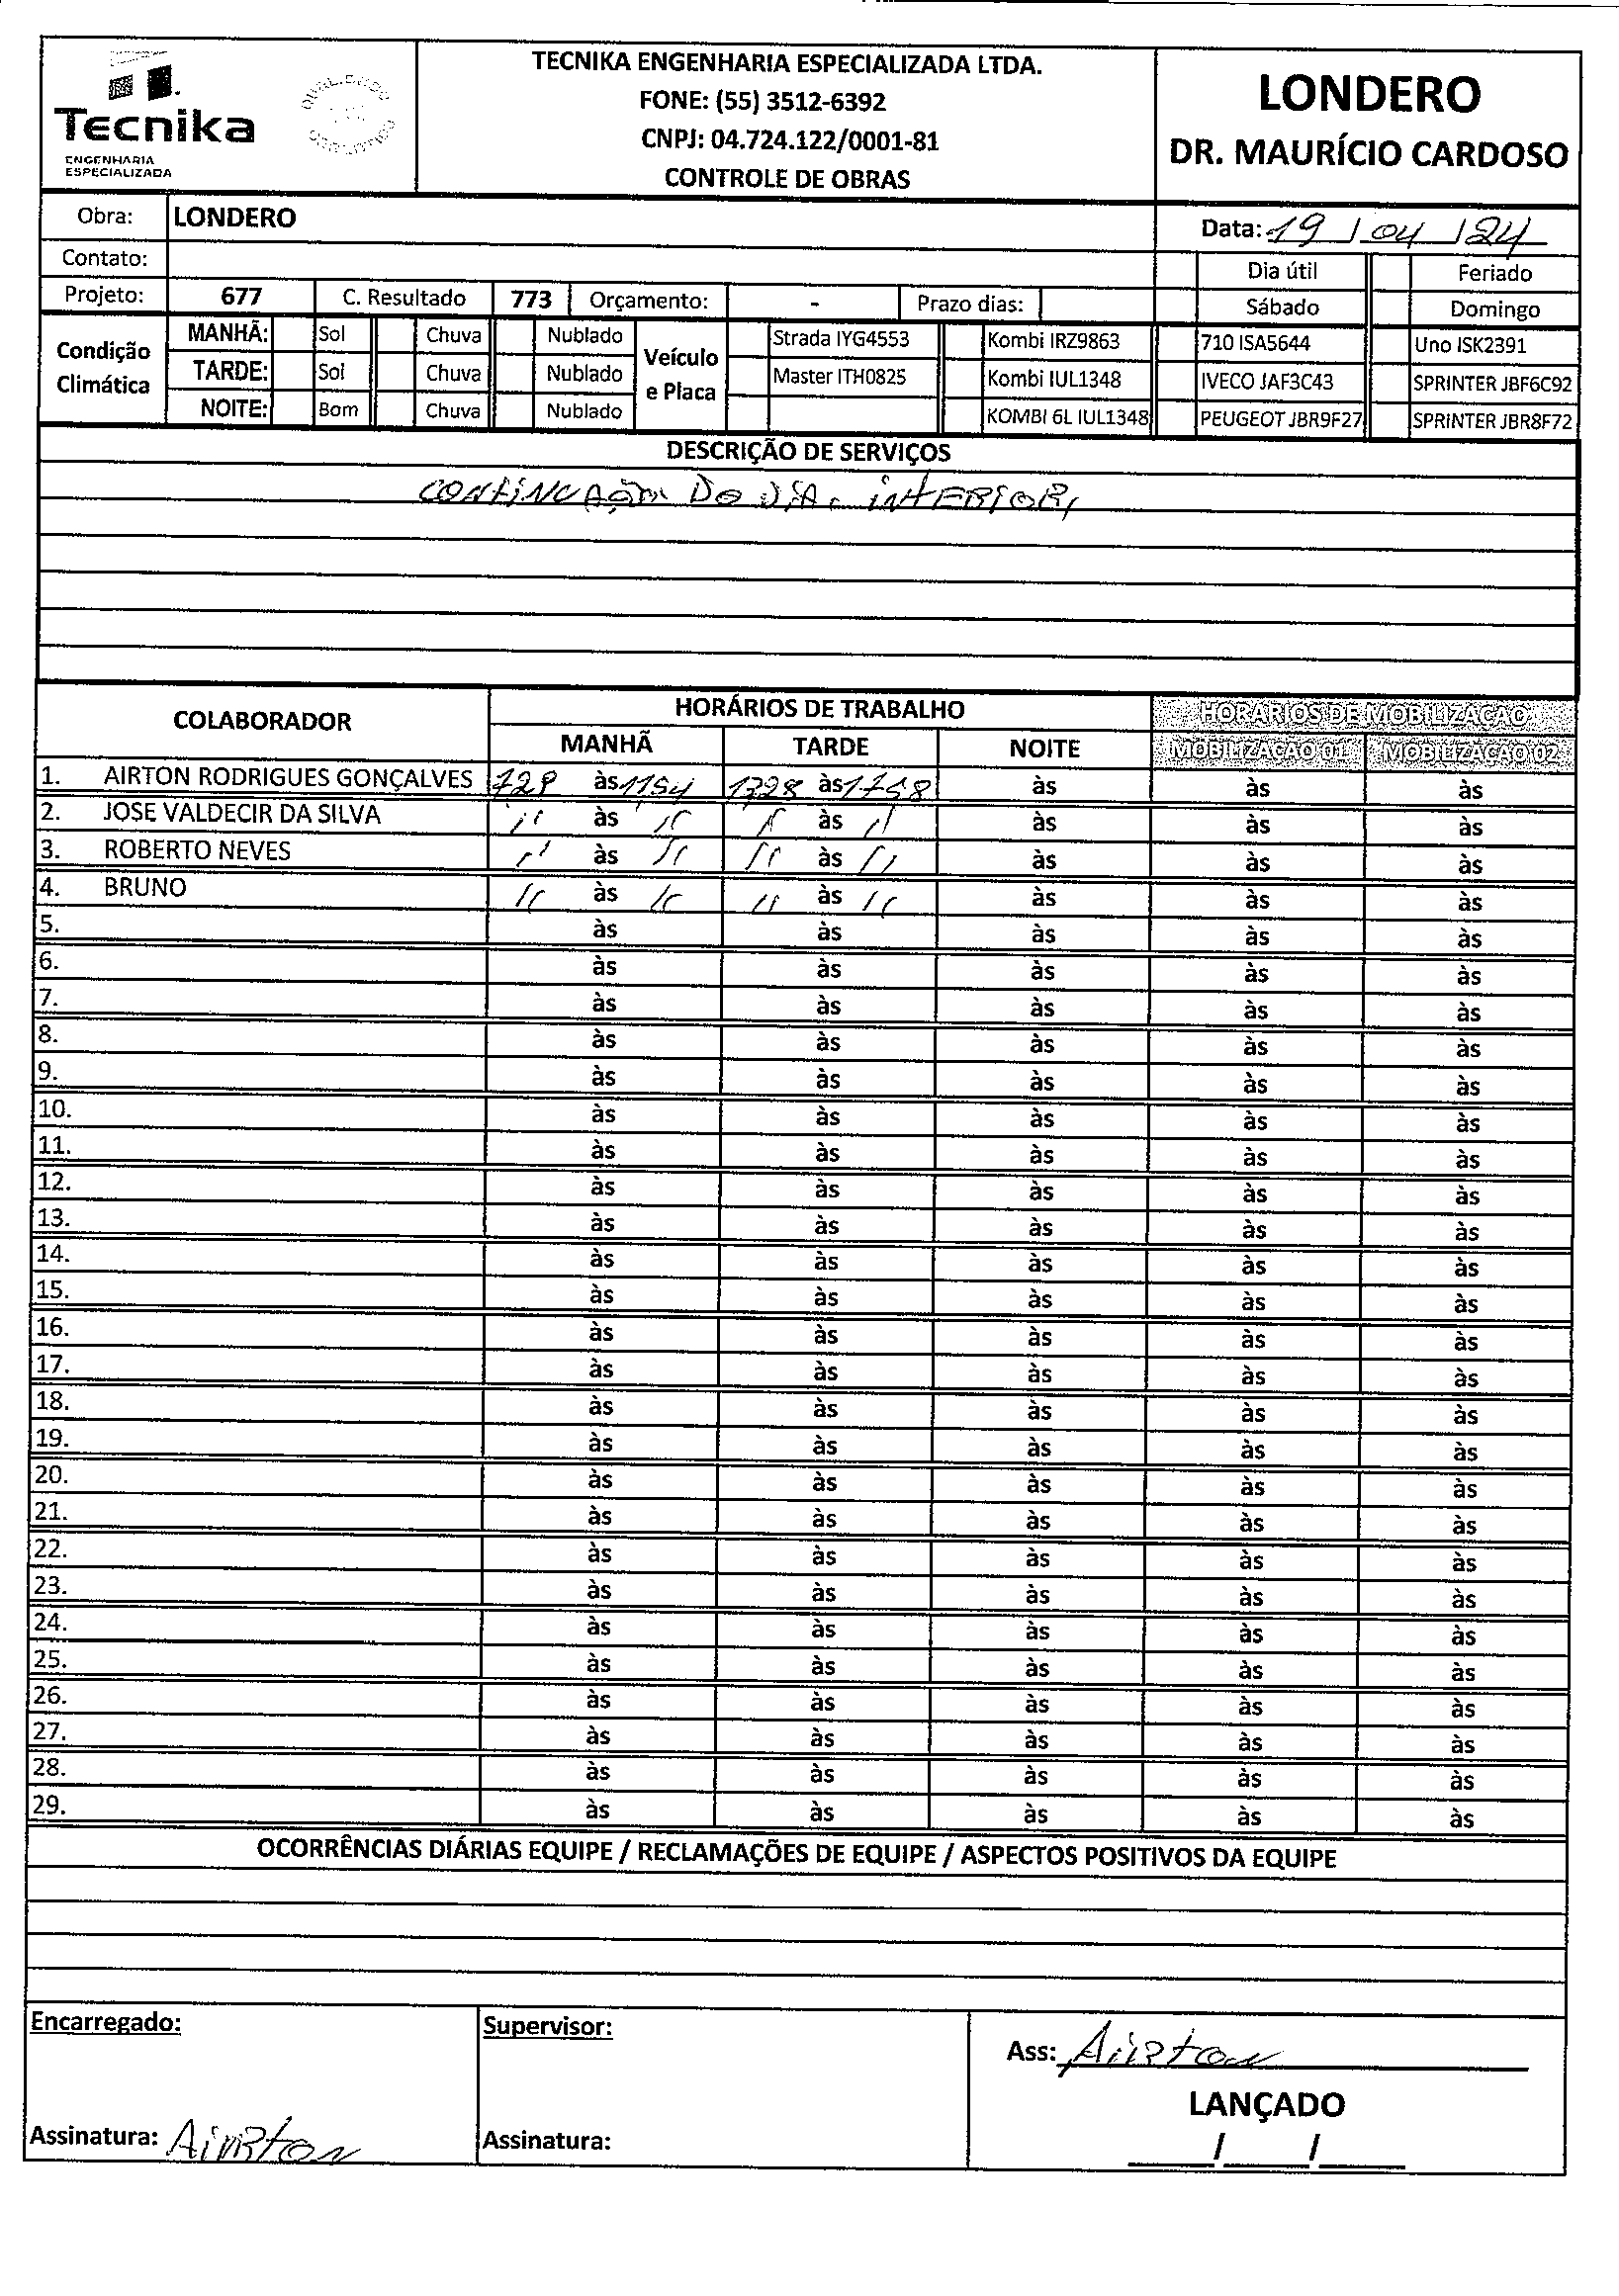 Tecnika
ENGENHARIA
ESPECIALIZADA
TECNIKA ENGENHARIA ESPECIALIZADA LTDA.
FONE: (55) 3512-6392
CNPJ: 04.724.122/0001-81
CONTROLE DE OBRAS
LONDERO
DR. MAURÍCIO CARDOSO
Obra: LONDERO
Data: 19 / 04 / 24
Contato:
Dia útil Feriado
Projeto: 677 C. Resultado 773 Orçamento: - Prazo dias:
Sábado Domingo
Condição Climática
MANHÃ: Sol Chuva Nublado
TARDE: Sol Chuva Nublado
NOITE: Bom Chuva Nublado
Veículo e Placa
Strada IYG4553 Kombi IRZ9863 710 ISA5644 Uno ISK2391
Master ITH0825 Kombi IUL1348 IVECO JAF3C43 SPRINTER JBF6C92
KOMBI 6L IUL1348 PEUGEOT JBR9F27 SPRINTER JBR8F72
DESCRIÇÃO DE SERVIÇOS
INTERIOR,
COLABORADOR HORÁRIOS DE TRABALHO HORÁRIOS DE MOBILIZAÇÃO
MANHÃ TARDE NOITE MOBILIZAÇÃO 01 MOBILIZAÇÃO 02
1. AIRTON RODRIGUES GONÇALVES 728 às 1154 1328 às 1758 às às às
2. JOSE VALDECIR DA SILVA '' às '' '' às '' às às às
3. ROBERTO NEVES '' às '' '' às '' às às às
4. BRUNO '' às '' '' às '' às às às
5. às às às às às
6. às às às às às
7. às às às às às
8. às às às às às
9. às às às às às
10. às às às às às
11. às às às às às
12. às às às às às
13. às às às às às
14. às às às às às
15. às às às às às
16. às às às às às
17. às às às às às
18. às às às às às
19. às às às às às
20. às às às às às
21. às às às às às
22. às às às às às
23. às às às às às
24. às às às às às
25. às às às às às
26. às às às às às
27. às às às às às
28. às às às às às
29. às às às às às
OCORRÊNCIAS DIÁRIAS EQUIPE / RECLAMAÇÕES DE EQUIPE / ASPECTOS POSITIVOS DA EQUIPE
Encarregado:
Assinatura: Airton
Supervisor:
Assinatura:
Ass: Airton
LANÇADO
___/___/___